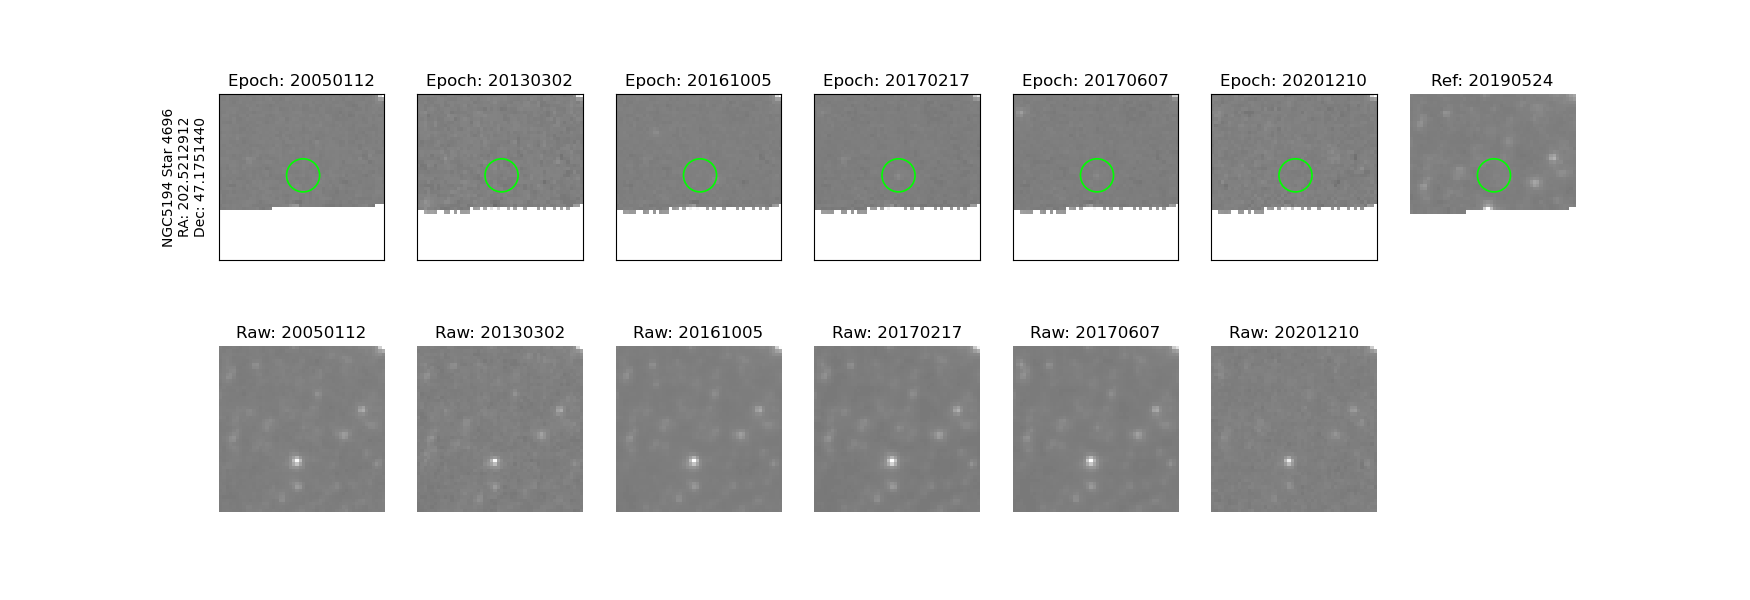 Epoch: 20050112
Epoch: 20130302
Epoch: 20161005
Epoch: 20170217
Epoch: 20170607
Epoch: 20201210
Ref: 20190524
NGC5194 Star 4696
RA: 202.5212912
Dec: 47.1751440
Raw: 20050112
Raw: 20130302
Raw: 20161005
Raw: 20170217
Raw: 20170607
Raw: 20201210